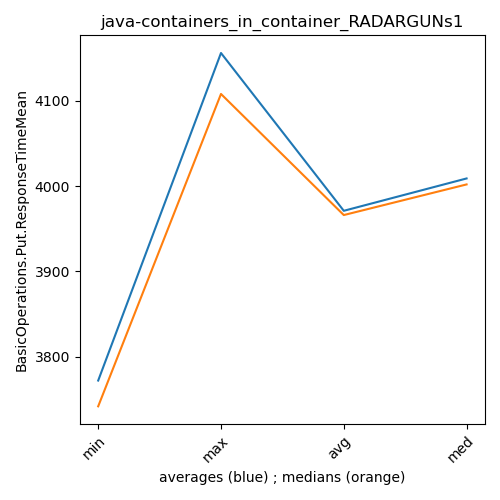 java-containers_in_container_RADARGUNs1
BasicOperations.Put.ResponseTimeMean
4100
4000
3900
3800
min
max
avg
med
averages (blue) ; medians (orange)